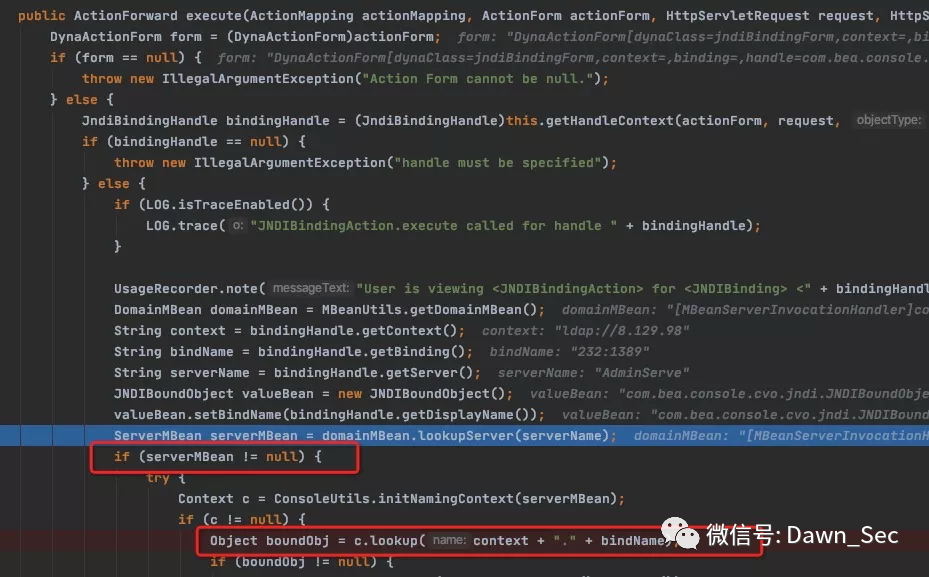 public ActionForward execute(ActionMapping actionMapping, ActionForm actionForm, HttpServletRequest request, HttpS
DynaActionForm form = (DynaActionForm)actionForm; form: "DynaActionForm[dynaClass=jndiBindingForm,context=,bi
if (form == null) { form: "DynaActionForm[dynaClass=jndiBindingForm,context=,binding=,handle=com.bea.console.
throw new IllegalArgumentException("Action Form cannot be null.");
} else {
JndiBindingHandle bindingHandle = (JndiBindingHandle)this.getHandleContext(actionForm, request, objectType:
if (bindingHandle == null) {
throw new IllegalArgumentException("handle must be specified");
} else {
if (LOG.isTraceEnabled()) {
LOG.trace( o: "JNDIBindingAction.execute called for handle " + bindingHandle);
}
UsageRecorder.note( messageText: "User is viewing <JNDIBindingAction> for <JNDIBinding> <" + bindingHandl
DomainMBean domainMBean = MBeanUtils.getDomainMBean(); domainMBean: "[MBeanServerInvocationHandler]co
String context = bindingHandle.getContext(); context: "ldap://8.129.98"
String bindName = bindingHandle.getBinding(); bindName: "232:1389"
String serverName = bindingHandle.getServer(); serverName: "AdminServe"
JNDIBoundObject valueBean = new JNDIBoundObject(); valueBean: "com.bea.console.cvo.jndi.JNDIBoundObje
valueBean.setBindName(bindingHandle.getDisplayName()); valueBean: "com.bea.console.cvo.jndi.JNDIBound
ServerMBean serverMBean = domainMBean.lookupServer(serverName); domainMBean: "[MBeanServerInvocationH
if (serverMBean != null) {
try {
Context c = ConsoleUtils.initNamingContext(serverMBean);
if (c != null) {
Object boundObj = c.lookup( name: context + "." + bindName);
if (boundObj != null) {
微信号: Dawn_Sec